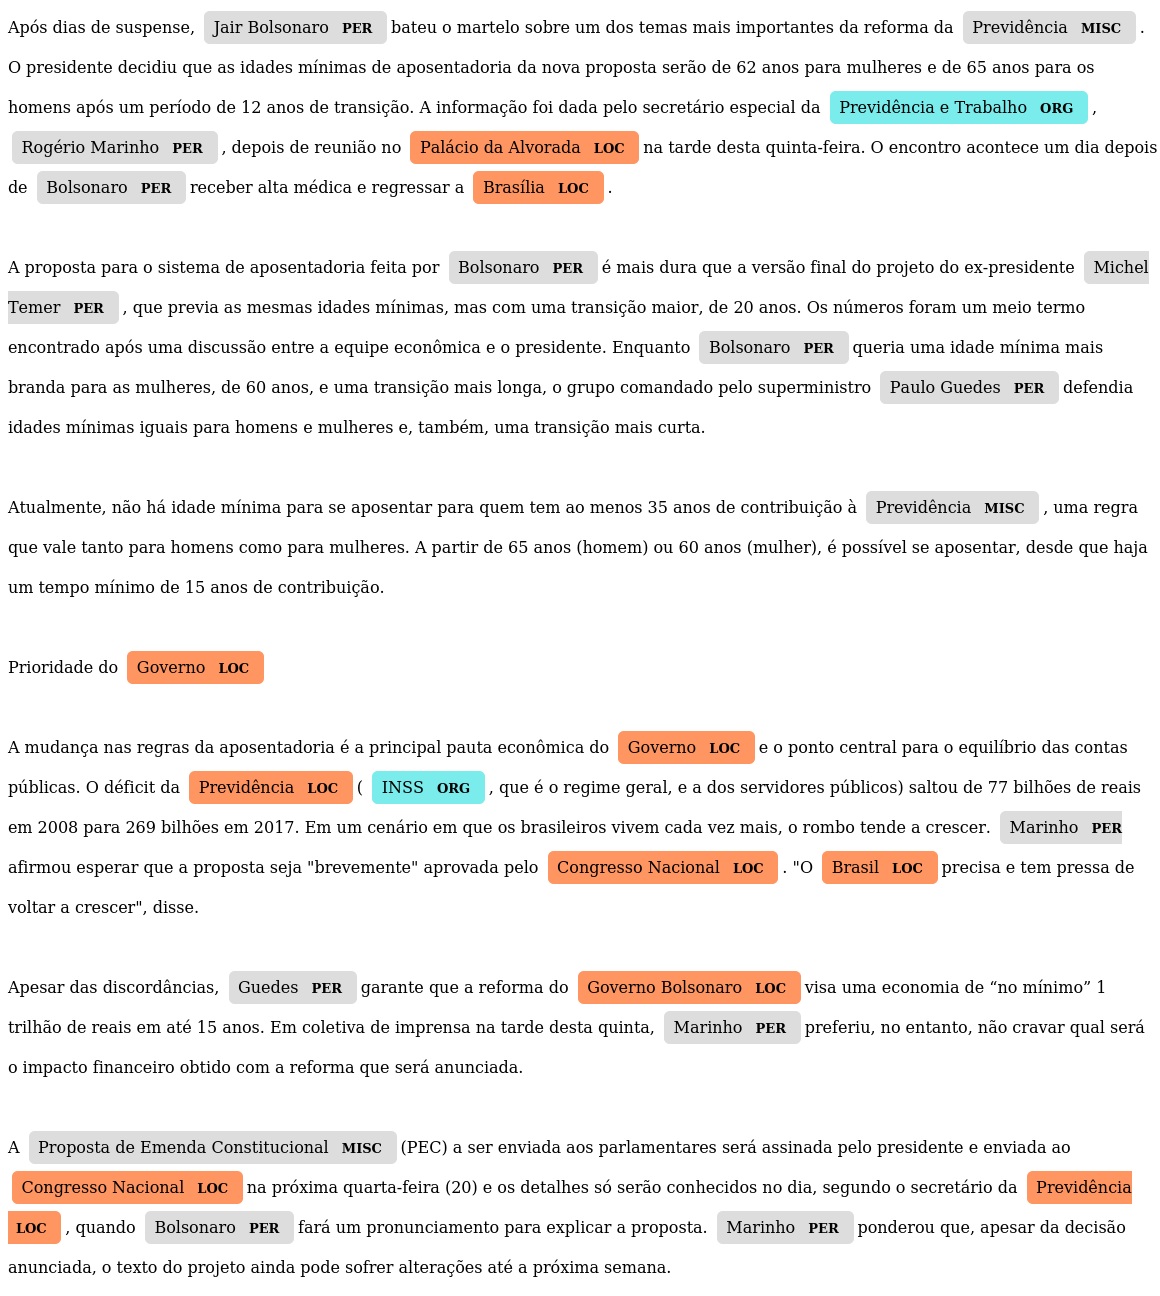 Após dias de suspense, Jair Bolsonaro PER bateu o martelo sobre um dos temas mais importantes da reforma da Previdência MISC .
O presidente decidiu que as idades mínimas de aposentadoria da nova proposta serão de 62 anos para mulheres e de 65 anos para os
homens após um período de 12 anos de transição. A informação foi dada pelo secretário especial da Previdência e Trabalho ORG ,
Rogério Marinho PER , depois de reunião no Palácio da Alvorada LOC na tarde desta quinta-feira. O encontro acontece um dia depois
de Bolsonaro PER receber alta médica e regressar a Brasília LOC .
A proposta para o sistema de aposentadoria feita por Bolsonaro PER é mais dura que a versão final do projeto do ex-presidente Michel
Temer PER , que previa as mesmas idades mínimas, mas com uma transição maior, de 20 anos. Os números foram um meio termo
encontrado após uma discussão entre a equipe econômica e o presidente. Enquanto Bolsonaro PER queria uma idade mínima mais
branda para as mulheres, de 60 anos, e uma transição mais longa, o grupo comandado pelo superministro Paulo Guedes PER defendia
idades mínimas iguais para homens e mulheres e, também, uma transição mais curta.
Atualmente, não há idade mínima para se aposentar para quem tem ao menos 35 anos de contribuição à Previdência MISC , uma regra
que vale tanto para homens como para mulheres. A partir de 65 anos (homem) ou 60 anos (mulher), é possível se aposentar, desde que haja
um tempo mínimo de 15 anos de contribuição.
Prioridade do Governo LOC
A mudança nas regras da aposentadoria é a principal pauta econômica do Governo LOC e o ponto central para o equilíbrio das contas
públicas. O déficit da Previdência LOC ( INSS ORG , que é o regime geral, e a dos servidores públicos) saltou de 77 bilhões de reais
em 2008 para 269 bilhões em 2017. Em um cenário em que os brasileiros vivem cada vez mais, o rombo tende a crescer. Marinho PER
afirmou esperar que a proposta seja "brevemente" aprovada pelo Congresso Nacional LOC . "O Brasil LOC precisa e tem pressa de
voltar a crescer", disse.
Apesar das discordâncias, Guedes PER garante que a reforma do Governo Bolsonaro LOC visa uma economia de “no mínimo” 1
trilhão de reais em até 15 anos. Em coletiva de imprensa na tarde desta quinta, Marinho PER preferiu, no entanto, não cravar qual será
o impacto financeiro obtido com a reforma que será anunciada.
A Proposta de Emenda Constitucional MISC (PEC) a ser enviada aos parlamentares será assinada pelo presidente e enviada ao
Congresso Nacional LOC na próxima quarta-feira (20) e os detalhes só serão conhecidos no dia, segundo o secretário da Previdência
LOC , quando Bolsonaro PER fará um pronunciamento para explicar a proposta. Marinho PER ponderou que, apesar da decisão
anunciada, o texto do projeto ainda pode sofrer alterações até a próxima semana.